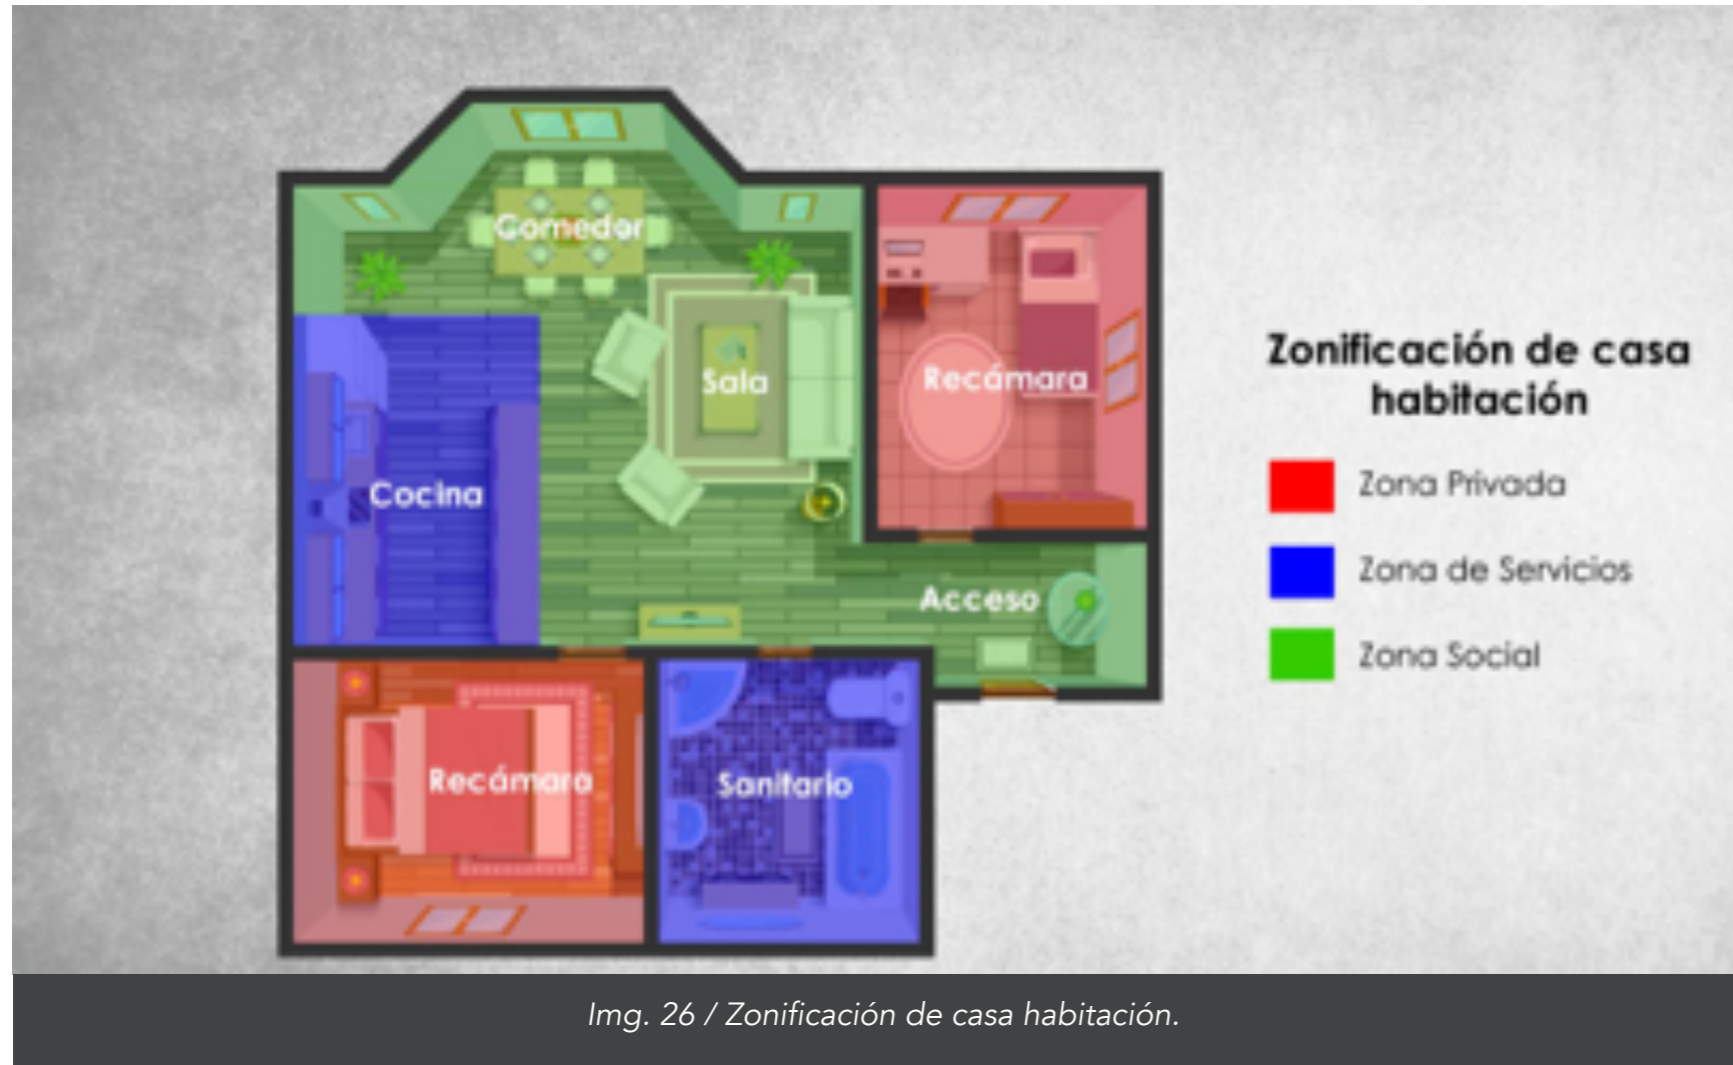 Comedor
Sala
Recámara
Cocina
Acceso
Recámara
Sanitario
Zonificación de casa
habitación
Zona Privada
Zona de Servicios
Zona Social
Img. 26 / Zonificación de casa habitación.